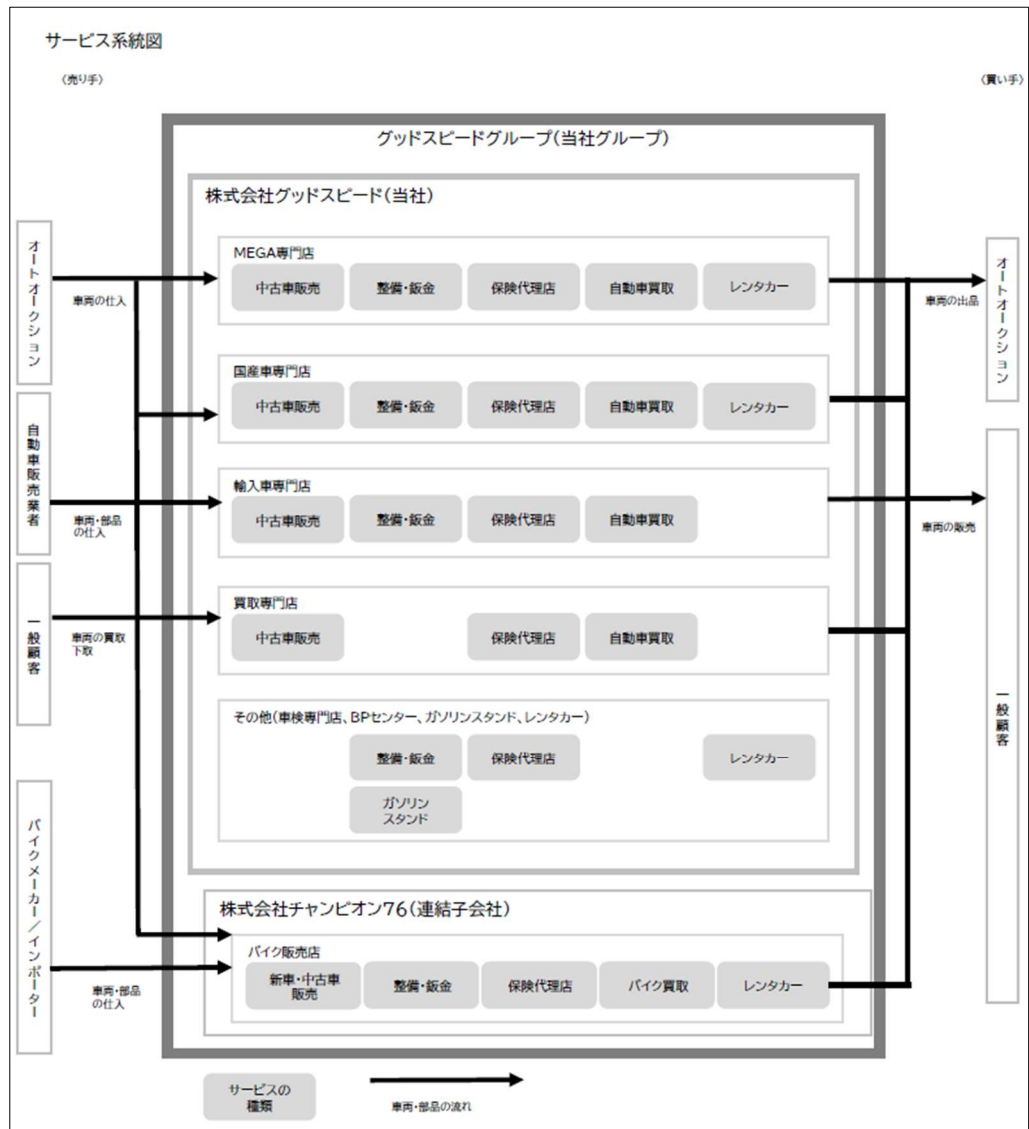 サービス系統図
〈売り手〉
〈買い手〉
グッドスピードグループ(当社グループ)
株式会社グッドスピード(当社)
オートオークション
車両の仕入
自動車販売業者
車両・部品
の仕入
一般顧客
車両の買取
下取
バイクメーカー/インポーター
車両・部品
の仕入
MEGA専門店
中古車販売
整備・鈑金
保険代理店
自動車買取
レンタカー
国産車専門店
中古車販売
整備・鈑金
保険代理店
自動車買取
レンタカー
輸入車専門店
中古車販売
整備・鈑金
保険代理店
自動車買取
買取専門店
中古車販売
保険代理店
自動車買取
その他(車検専門店、BPセンター、ガソリンスタンド、レンタカー)
整備・鈑金
保険代理店
レンタカー
ガソリン
スタンド
株式会社チャンピオン76(連結子会社)
バイク販売店
新車・中古車
販売
整備・鈑金
保険代理店
バイク買取
レンタカー
オートオークション
車両の出品
一般顧客
車両の販売
サービスの
種類
車両・部品の流れ